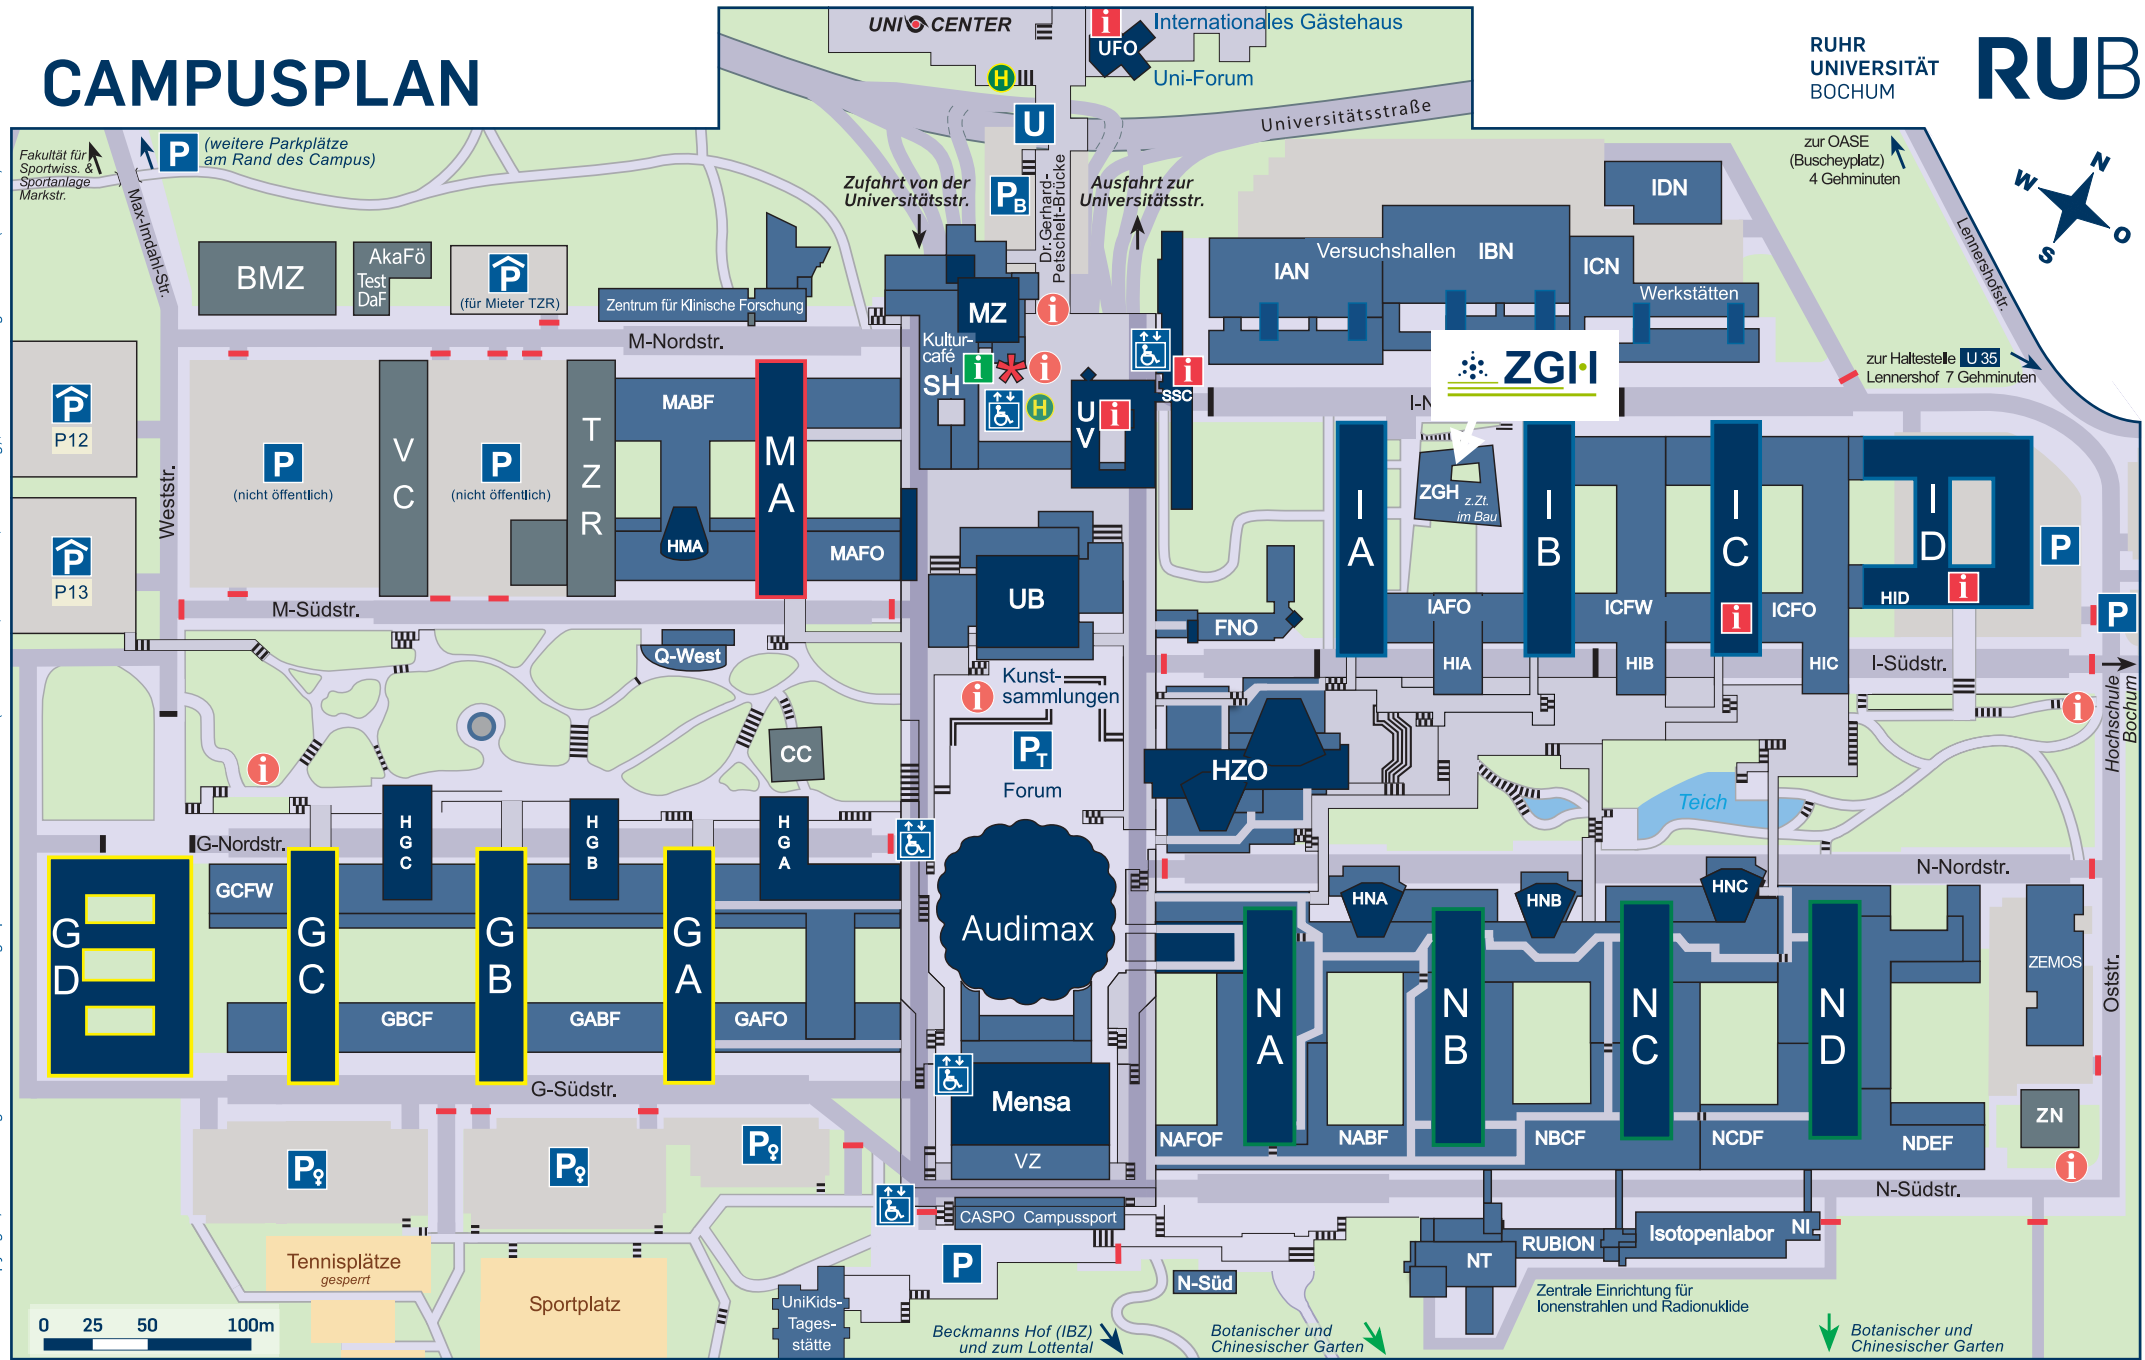 CAMPUSPLAN
UNI CENTER
i
Internationales Gästehaus
UFO
Uni-Forum
H
U
Universitätsstraße
RUHR
UNIVERSITÄT
BOCHUM
RUB
Fakultät für
Sportwiss. &
Sportanlage
Markstr.
P
(weitere Parkplätze
am Rand des Campus)
Max-Imdahl-Str.
Zufahrt von der
Universitätsstr.
PB
Dr.Gerhard-
Petschelt-Brücke
Ausfahrt zur
Universitätsstr.
zur OASE
(Buscheyplatz)
4 Gehminuten
N
W
O
S
Lennershofstr.
IDN
BMZ
AkaFö
Test
DaF
P
(für Mieter TZR)
Zentrum für Klinische Forschung
MZ
i
IAN
Versuchshallen
IBN
ICN
Werkstätten
M-Nordstr.
Kultur-
café
SH
i
i
H
U
V
i
i
SSC
ZGH
I-N
zur Haltestelle U 35
Lennershof 7 Gehminuten
P
P12
P
P13
Weststr.
P
(nicht öffentlich)
V
C
P
(nicht öffentlich)
T
Z
R
MABF
HMA
M
A
MAFO
UB
I
A
ZGH
z.Zt.
im Bau
I
B
I
C
i
I
D
i
HID
P
P
M-Südstr.
Q-West
FNO
IAFO
ICFW
ICFO
HIA
HIB
HIC
I-Südstr.
i
Kunst-
sammlungen
PT
Forum
CC
i
HZO
Teich
i
Hochschule
Bochum
G-Nordstr.
H
G
C
H
G
B
H
G
A
N-Nordstr.
GCFW
G
D
G
C
G
B
G
A
Audimax
HNA
HNB
HNC
N
A
N
B
N
C
N
D
ZEMOS
Oststr.
GBCF
GABF
GAFO
G-Südstr.
Mensa
VZ
NAFOF
NABF
NBCF
NCDF
NDEF
ZN
i
P
P
P
N-Südstr.
CASPO Campussport
P
N-Süd
NT
RUBION
Isotopenlabor
NI
Zentrale Einrichtung für
Ionenstrahlen und Radionuklide
Tennisplätze
gesperrt
Sportplatz
UniKids-
Tages-
stätte
0 25 50 100m
Beckmanns Hof (IBZ)
und zum Lottental
Botanischer und
Chinesischer Garten
Botanischer und
Chinesischer Garten